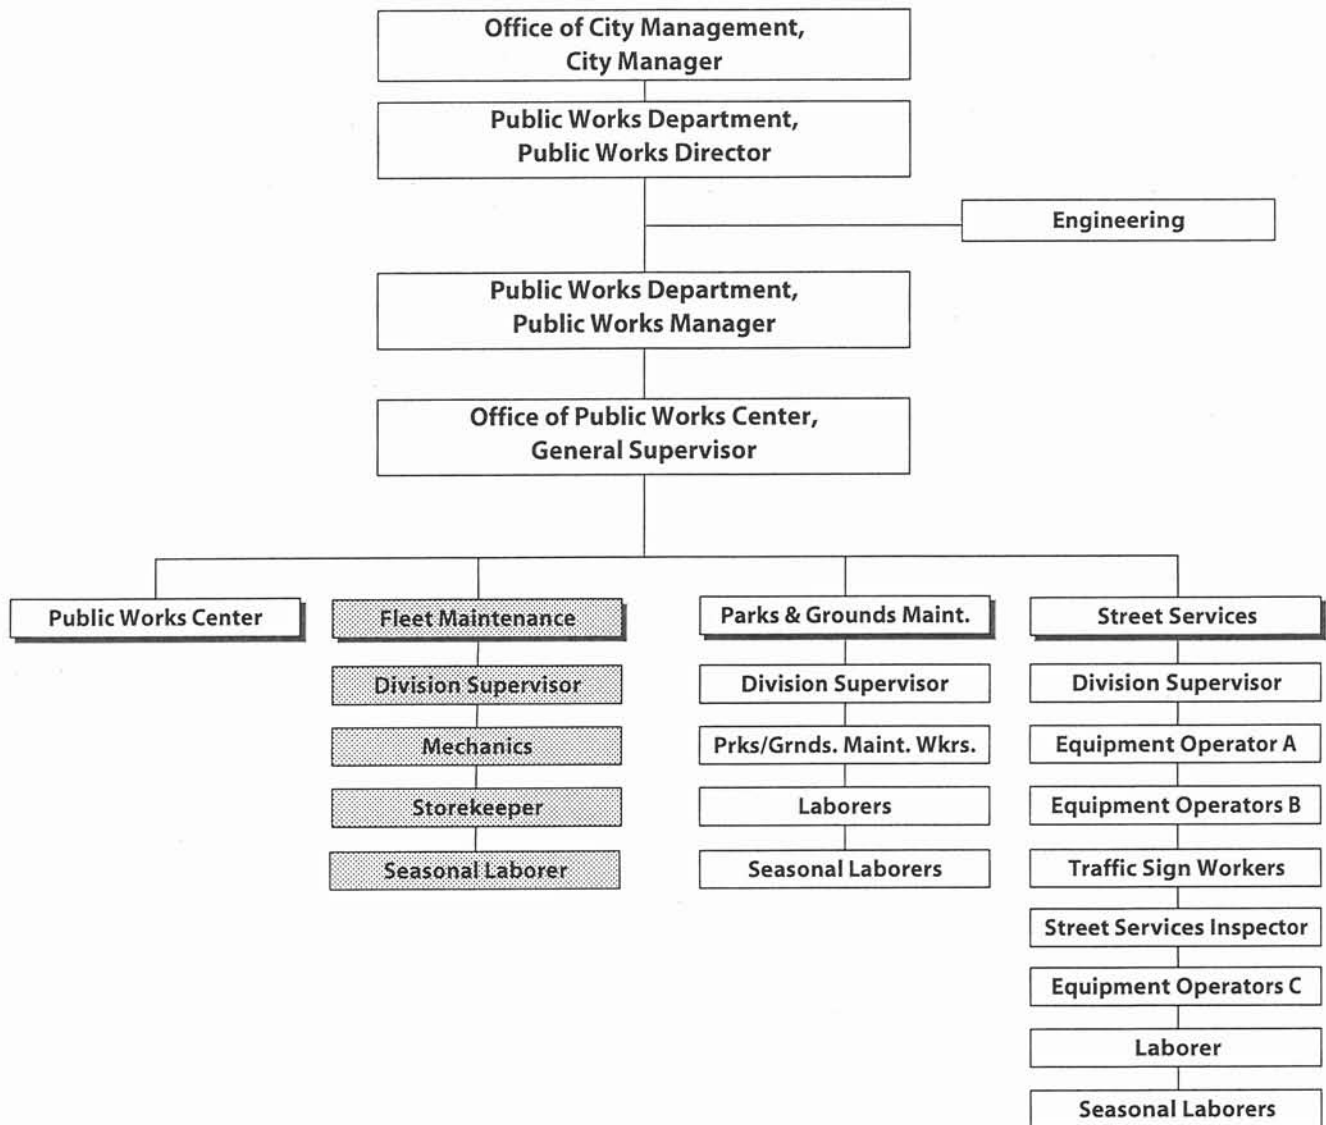 Office of City Management,
City Manager
Public Works Department,
Public Works Director
Engineering
Public Works Department,
Public Works Manager
Office of Public Works Center,
General Supervisor
Public Works Center
Fleet Maintenance
Division Supervisor
Mechanics
Storekeeper
Seasonal Laborer
Parks & Grounds Maint.
Division Supervisor
Prks/Grnds. Maint. Wkrs.
Laborers
Seasonal Laborers
Street Services
Division Supervisor
Equipment Operator A
Equipment Operators B
Traffic Sign Workers
Street Services Inspector
Equipment Operators C
Laborer
Seasonal Laborers